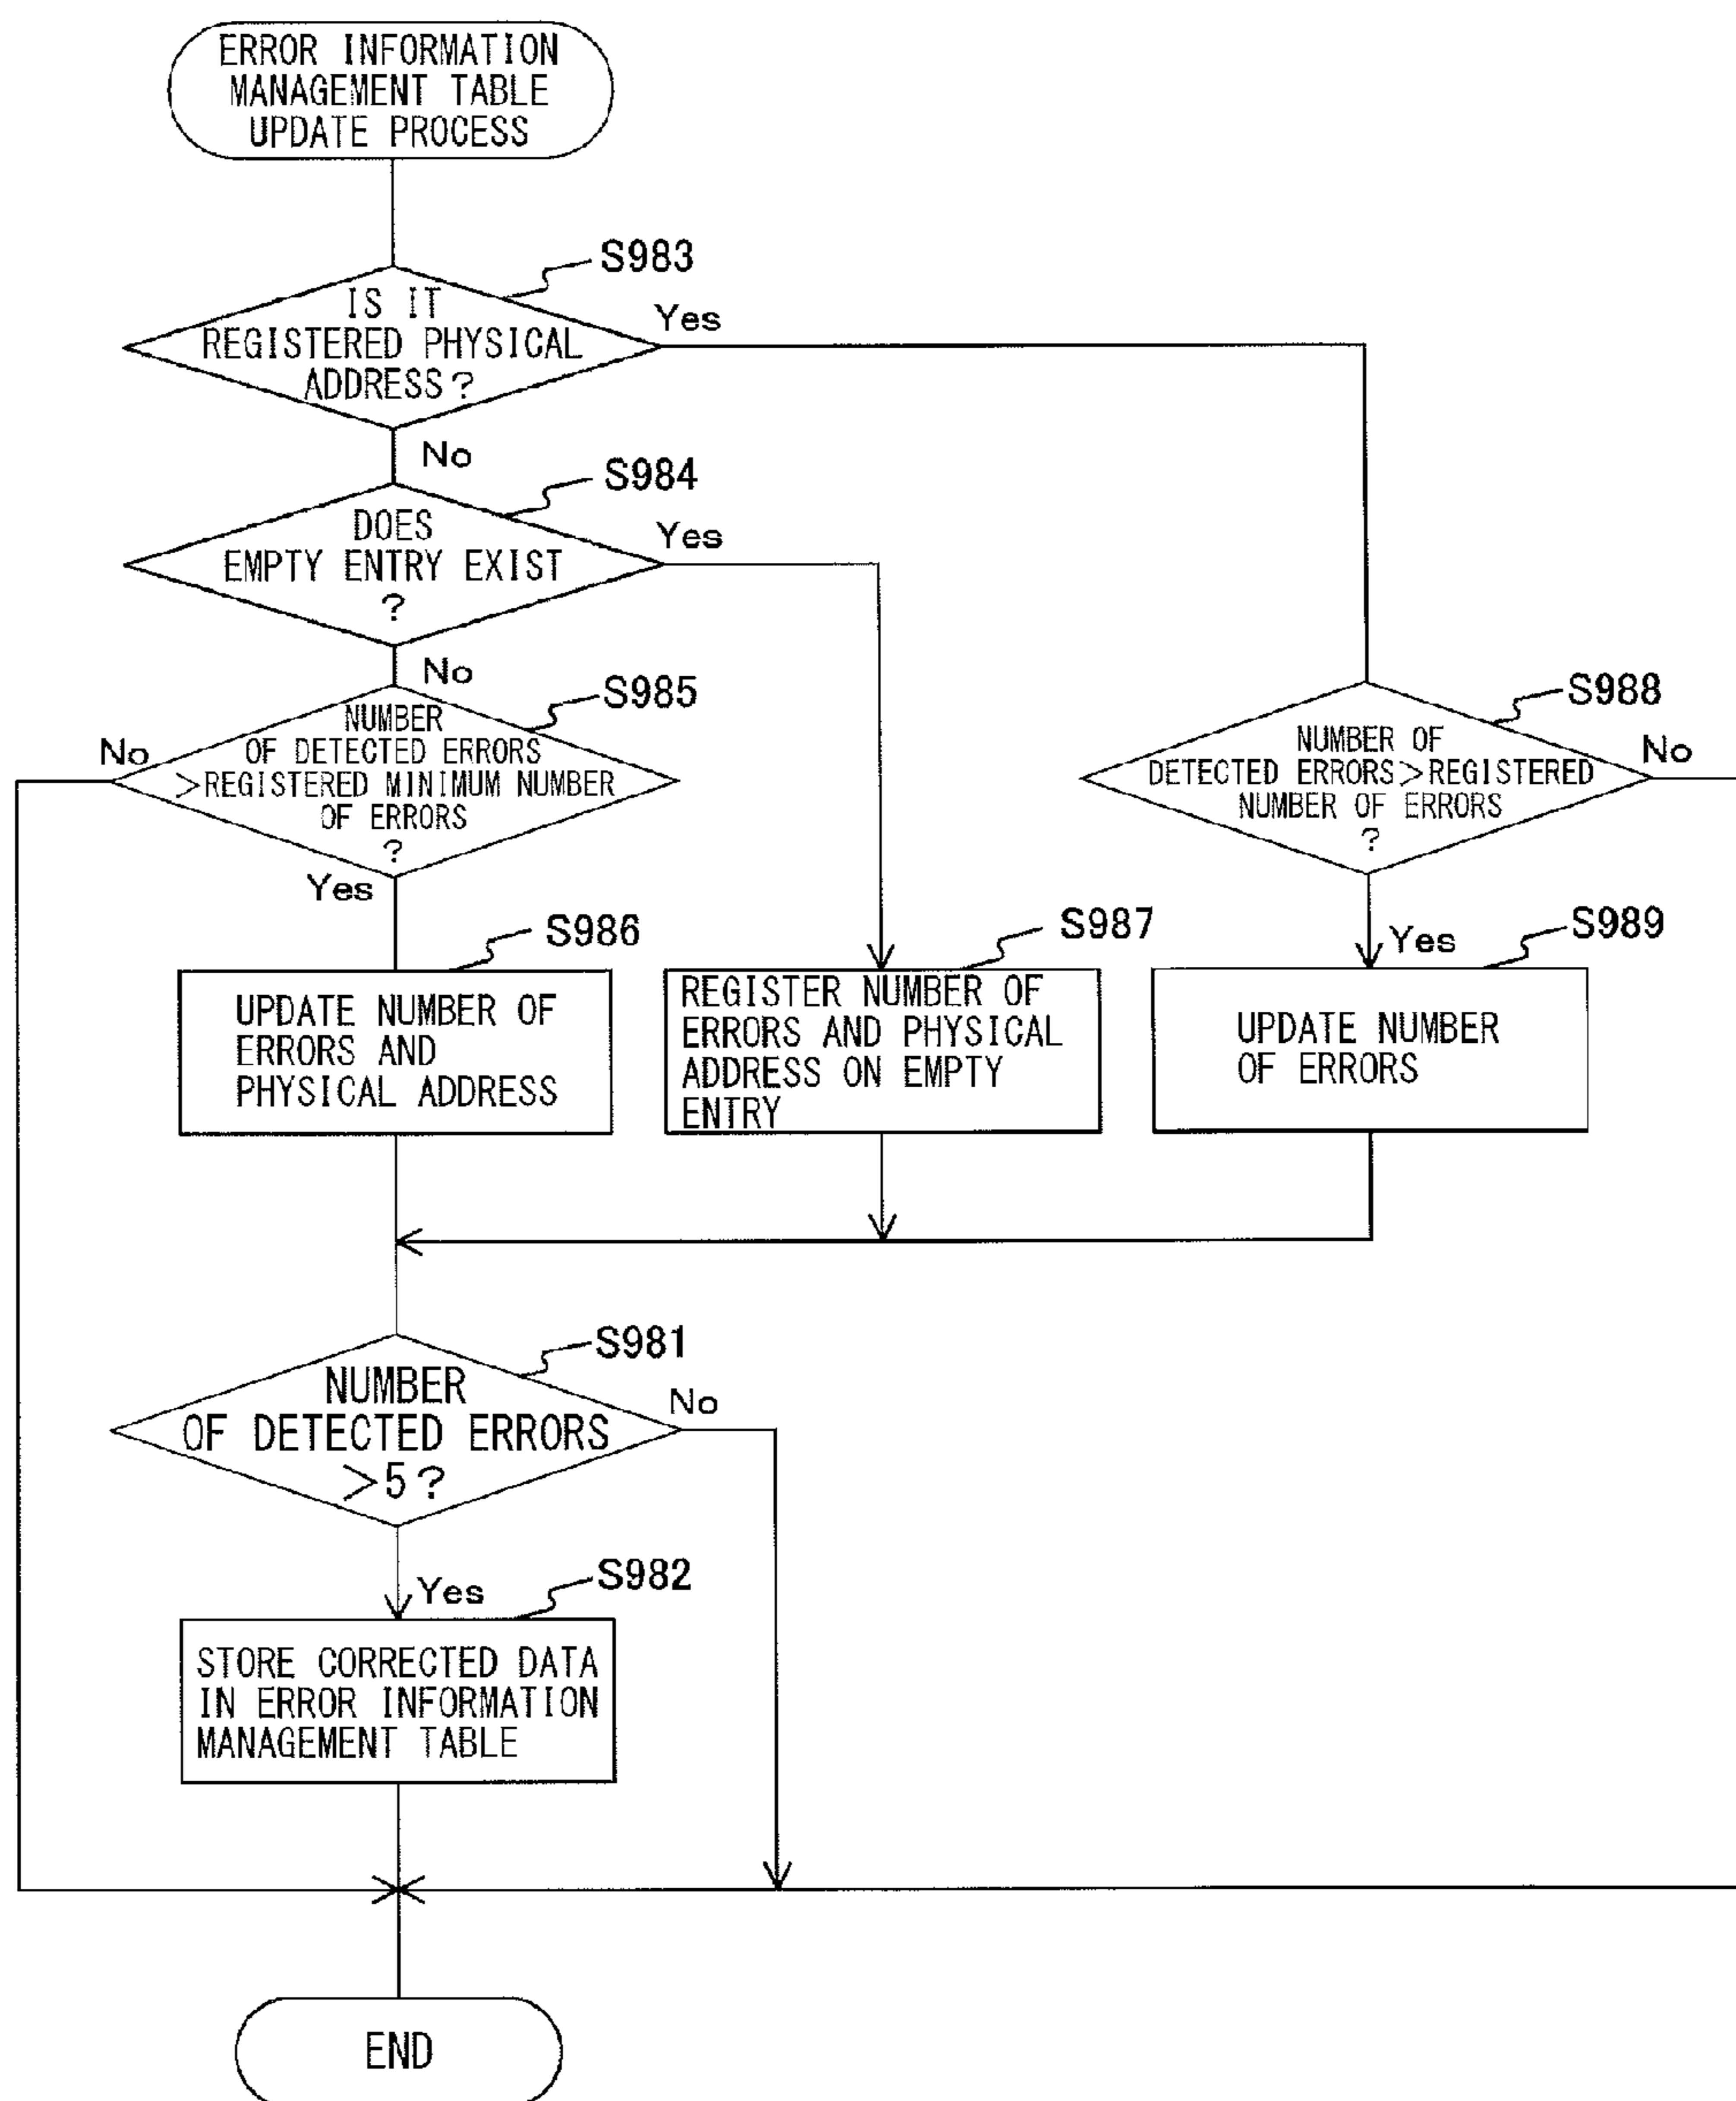 ERROR INFORMATION
MANAGEMENT TABLE
UPDATE PROCESS
S983
IS IT
REGISTERED PHYSICAL
ADDRESS?
Yes
No
S984
DOES
EMPTY ENTRY EXIST
?
Yes
No
S985
NUMBER
OF DETECTED ERRORS
>REGISTERED MINIMUM NUMBER
OF ERRORS
?
No
Yes
S988
NUMBER OF
DETECTED ERRORS>REGISTERED
NUMBER OF ERRORS
?
No
Yes
S986
UPDATE NUMBER OF
ERRORS AND
PHYSICAL ADDRESS
S987
REGISTER NUMBER OF
ERRORS AND PHYSICAL
ADDRESS ON EMPTY
ENTRY
S989
UPDATE NUMBER
OF ERRORS
S981
NUMBER
OF DETECTED ERRORS
>5?
No
Yes
S982
STORE CORRECTED DATA
IN ERROR INFORMATION
MANAGEMENT TABLE
END